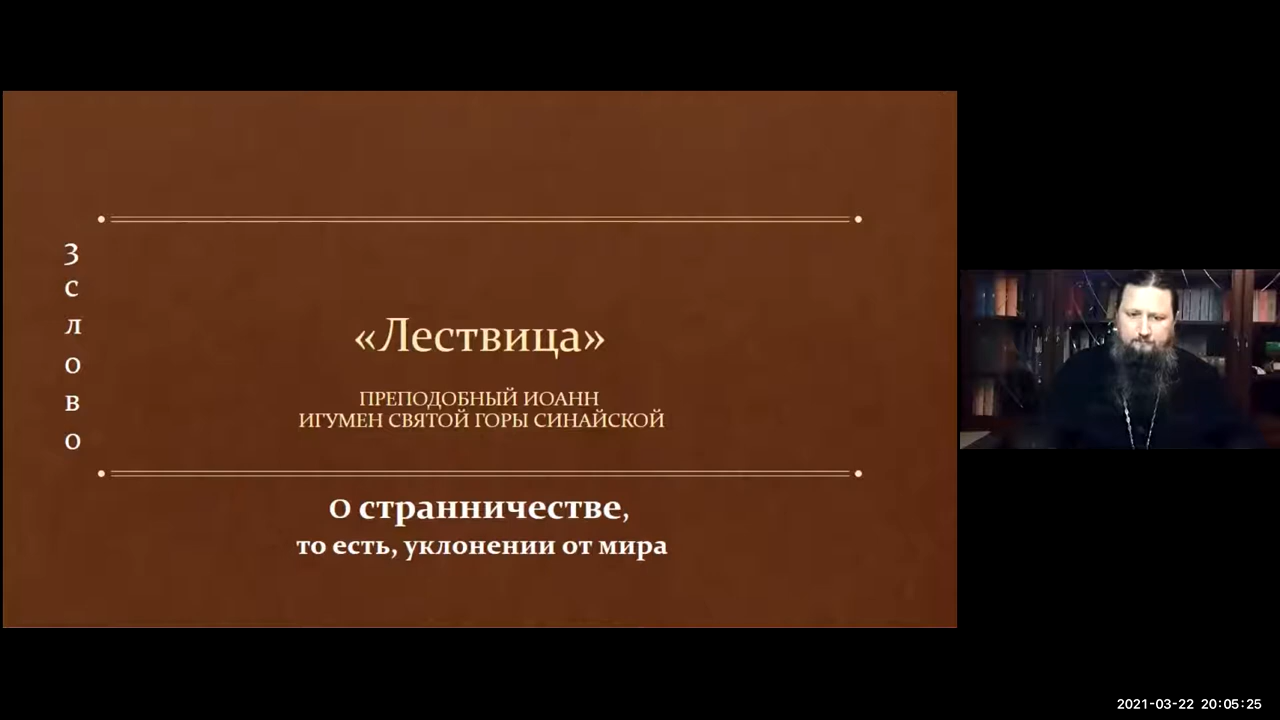 3 слово
«Лествица»
ПРЕПОДОБНЫЙ ИОАНН
ИГУМЕН СВЯТОЙ ГОРЫ СИНАЙСКОЙ
О странничестве,
то есть, уклонении от мира
2021-03-22 20:05:25